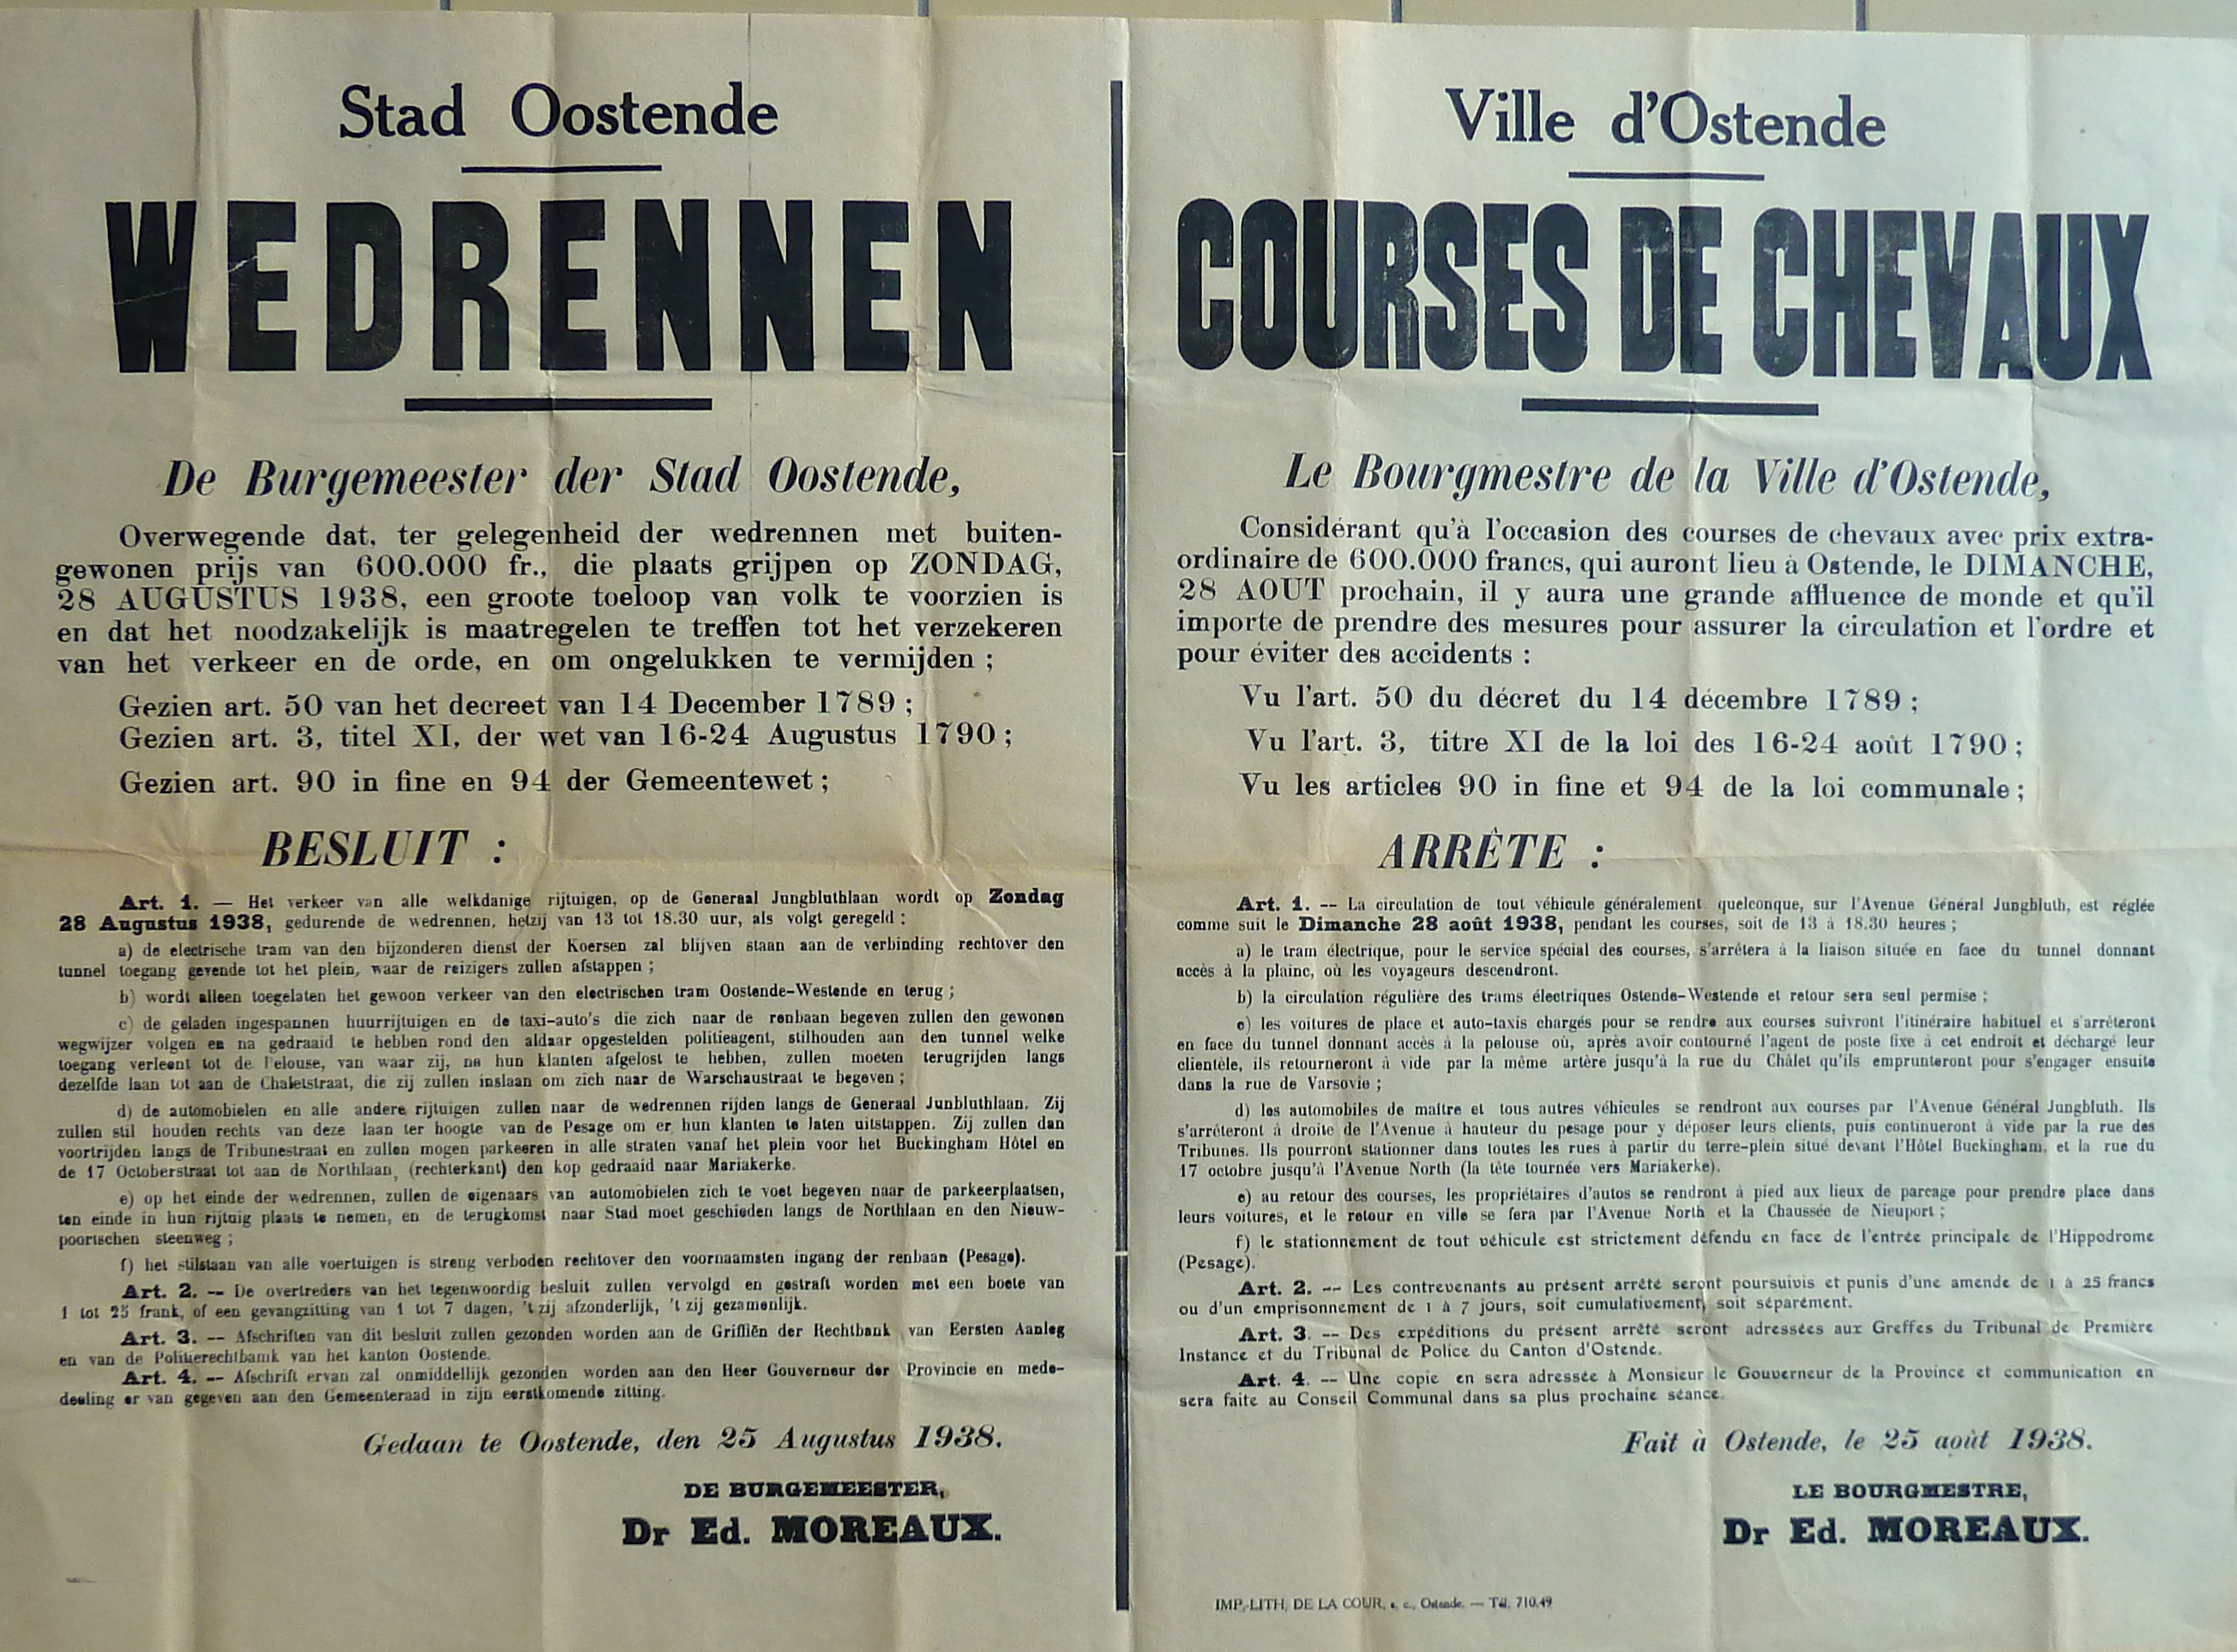 Stad Oostende
WEDRENNEN
De Burgemeester der Stad Oostende,
Overwegende dat, ter gelegenheid der wedrennen met buiten-
gewonen prijs van 600.000 fr., die plaats grijpen op ZONDAG,
28 AUGUSTUS 1938, een groote toeloop van volk te voorzien is
en dat het noodzakelijk is maatregelen te treffen tot het verzekeren
van het verkeer en de orde, en om ongelukken te vermijden ;
Gezien art. 50 van het decreet van 14 December 1789 ;
Gezien art. 3, titel XI, der wet van 16-24 Augustus 1790 ;
Gezien art. 90 in fine en 94 der Gemeentewet ;
BESLUIT :
Art. 1. — Het verkeer van alle welkdanige rijtuigen, op de Generaal Jungbluthlaan wordt op Zondag
28 Augustus 1938, gedurende de wedrennen, hetzij van 13 tot 18.30 uur, als volgt geregeld :
a) de electrische tram van den bijzonderen dienst der Koersen zal blijven staan aan de verbinding rechtover den
tunnel toegang gevende tot het plein, waar de reizigers zullen afstappen ;
b) wordt alleen toegelaten het gewoon verkeer van den electrischen tram Oostende-Westende en terug ;
c) de geladen ingespannen huurrijtuigen en de taxi-auto's die zich naar de renbaan begeven zullen den gewonen
wegwijzer volgen en na gedraaid te hebben rond den aldaar opgestelden politieagent, stilhouden aan den tunnel welke
toegang verleent tot de Pelouse, van waar zij, na hun klanten afgelost te hebben, zullen moeten terugrijden langs
dezelfde laan tot aan de Chaletstraat, die zij zullen inslaan om zich naar de Warschaustraat te begeven ;
d) de automobielen en alle andere rijtuigen zullen naar de wedrennen rijden langs de Generaal Junbluthlaan. Zij
zullen stil houden rechts van deze laan ter hoogte van de Pesage om er hun klanten te laten uitstappen. Zij zullen dan
voortrijden langs de Tribunestraat en zullen mogen parkeeren in alle straten vanaf het plein voor het Buckingham Hôtel en
de 17 Octoberstraat tot aan de Northlaan, (rechterkant) den kop gedraaid naar Mariakerke.
e) op het einde der wedrennen, zullen de eigenaars van automobielen zich te voet begeven naar de parkeerplaatsen,
ten einde in hun rijtuig plaats te nemen, en de terugkomst naar Stad moet geschieden langs de Northlaan en den Nieuw-
poortschen steenweg ;
f) het stilstaan van alle voertuigen is streng verboden rechtover den voornaamsten ingang der renbaan (Pesage).
Art. 2. -- De overtreders van het tegenwoordig besluit zullen vervolgd en gestraft worden met een boete van
1 tot 25 frank, of een gevangzitting van 1 tot 7 dagen, 't zij afzonderlijk, 't zij gezamenlijk.
Art. 3. -- Afschriften van dit besluit zullen gezonden worden aan de Griffiën der Rechtbank van Eersten Aanleg
en van de Politierechtbank van het kanton Oostende.
Art. 4. -- Afschrift ervan zal onmiddellijk gezonden worden aan den Heer Gouverneur der Provincie en mede-
deeling er van gegeven aan den Gemeenteraad in zijn eerstkomende zitting.
Gedaan te Oostende, den 25 Augustus 1938.
DE BURGEMEESTER,
Dr Ed. MOREAUX.
Ville d'Ostende
COURSES DE CHEVAUX
Le Bourgmestre de la Ville d'Ostende,
Considérant qu'à l'occasion des courses de chevaux avec prix extra-
ordinaire de 600.000 francs, qui auront lieu à Ostende, le DIMANCHE,
28 AOUT prochain, il y aura une grande affluence de monde et qu'il
importe de prendre des mesures pour assurer la circulation et l'ordre et
pour éviter des accidents :
Vu l'art. 50 du décret du 14 décembre 1789 ;
Vu l'art. 3, titre XI de la loi des 16-24 août 1790 ;
Vu les articles 90 in fine et 94 de la loi communale ;
ARRÊTE :
Art. 1. -- La circulation de tout véhicule généralement quelconque, sur l'Avenue Général Jungbluth, est réglée
comme suit le Dimanche 28 août 1938, pendant les courses, soit de 13 à 18.30 heures ;
a) le tram électrique, pour le service spécial des courses, s'arrêtera à la liaison située en face du tunnel donnant
accès à la plaine, où les voyageurs descendront.
b) la circulation régulière des trams électriques Ostende-Westende et retour sera seul permise ;
c) les voitures de place et auto-taxis chargés pour se rendre aux courses suivront l'itinéraire habituel et s'arrêteront
en face du tunnel donnant accès à la pelouse où, après avoir contourné l'agent de poste fixe à cet endroit et déchargé leur
clientèle, ils retourneront à vide par la même artère jusqu'à la rue du Châlet qu'ils emprunteront pour s'engager ensuite
dans la rue de Varsovie ;
d) les automobiles de maître et tous autres véhicules se rendront aux courses par l'Avenue Général Jungbluth. Ils
s'arrêteront à droite de l'Avenue à hauteur du pesage pour y déposer leurs clients, puis continueront à vide par la rue des
Tribunes. Ils pourront stationner dans toutes les rues à partir du terre-plein situé devant l'Hôtel Buckingham, et la rue du
17 octobre jusqu'à l'Avenue North (la tête tournée vers Mariakerke).
e) au retour des courses, les propriétaires d'autos se rendront à pied aux lieux de parcage pour prendre place dans
leurs voitures, et le retour en ville se fera par l'Avenue North et la Chaussée de Nieuport ;
f) le stationnement de tout véhicule est strictement défendu en face de l'entrée principale de l'Hippodrome
(Pesage).
Art. 2. -- Les contrevenants au présent arrêté seront poursuivis et punis d'une amende de 1 à 25 francs
ou d'un emprisonnement de 1 à 7 jours, soit cumulativement, soit séparément.
Art. 3. -- Des expéditions du présent arrêté seront adressées aux Greffes du Tribunal de Première
Instance et du Tribunal de Police du Canton d'Ostende.
Art. 4. -- Une copie en sera adressée à Monsieur le Gouverneur de la Province et communication en
sera faite au Conseil Communal dans sa plus prochaine séance.
Fait à Ostende, le 25 août 1938.
LE BOURGMESTRE,
Dr Ed. MOREAUX.
IMP.-LITH. DE LA COUR, s. c., Ostende. — Tél. 710.49